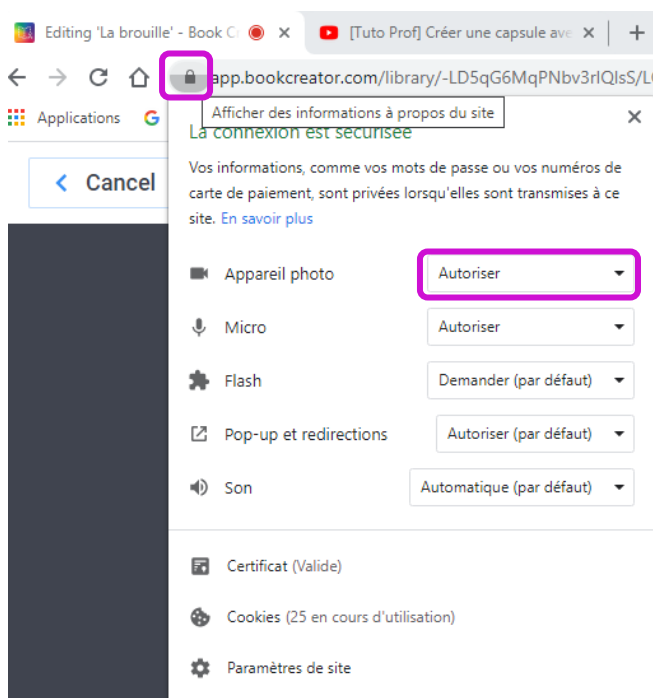 Editing 'La brouille' - Book C
[Tuto Prof] Créer une capsule ave
app.bookcreator.com/library/-LD5qG6MqPNbv3rlQlsS/L
Applications G
Afficher des informations à propos du site
La connexion est sécurisée
Cancel
Vos informations, comme vos mots de passe ou vos numéros de
carte de paiement, sont privées lorsqu'elles sont transmises à ce
site. En savoir plus
Appareil photo Autoriser
Micro Autoriser
Flash Demander (par défaut)
Pop-up et redirections Autoriser (par défaut)
Son Automatique (par défaut)
Certificat (Valide)
Cookies (25 en cours d'utilisation)
Paramètres de site